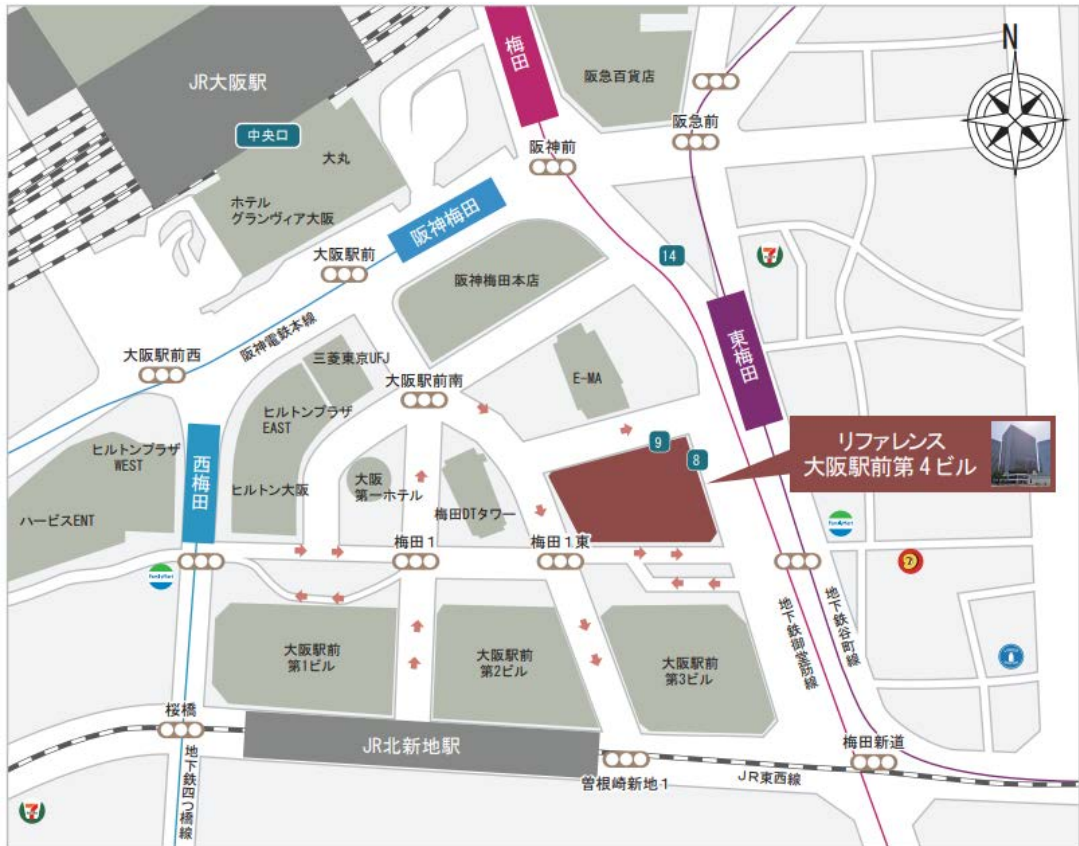 N
梅田
阪急百貨店
JR大阪駅
中央口
阪急前
阪神前
大丸
ホテル
グランヴィア大阪
阪神梅田
大阪駅前
14
7
阪神梅田本店
阪神電鉄本線
東梅田
大阪駅前西
三菱東京UFJ
E-MA
大阪駅前南
ヒルトンプラザ
EAST
ヒルトンプラザ
WEST
9
8
リファレンス
大阪駅前第4ビル
西梅田
ヒルトン大阪
大阪
第一ホテル
梅田DTタワー
ハービスENT
FamilyMart
梅田1
梅田1東
FamilyMart
地下鉄御堂筋線
地下鉄谷町線
大阪駅前
第1ビル
大阪駅前
第2ビル
大阪駅前
第3ビル
桜橋
JR北新地駅
梅田新道
曽根崎新地1
JR東西線
地下鉄四つ橋線
7